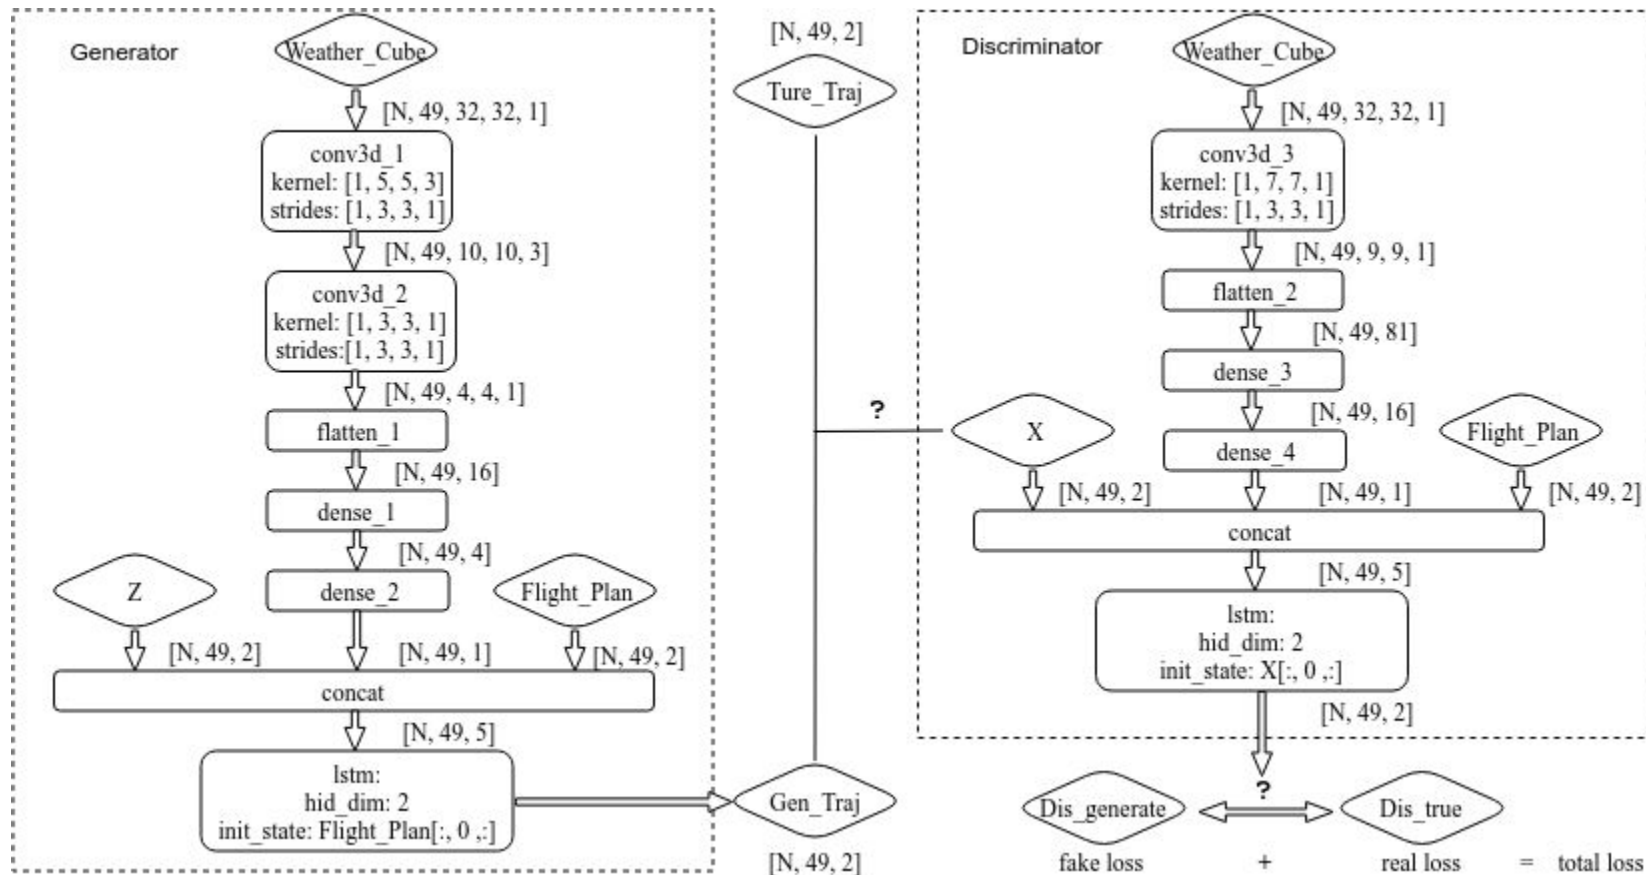 Generator
Weather_Cube
[N, 49, 32, 32, 1]
conv3d_1
kernel: [1, 5, 5, 3]
strides: [1, 3, 3, 1]
[N, 49, 10, 10, 3]
conv3d_2
kernel: [1, 3, 3, 1]
strides:[1, 3, 3, 1]
[N, 49, 4, 4, 1]
flatten_1
[N, 49, 16]
dense_1
[N, 49, 4]
Z
dense_2
Flight_Plan
[N, 49, 2]
[N, 49, 1]
[N, 49, 2]
concat
[N, 49, 5]
lstm:
hid_dim: 2
init_state: Flight_Plan[:, 0 ,:]
[N, 49, 2]
Ture_Traj
?
Gen_Traj
[N, 49, 2]
Discriminator
Weather_Cube
[N, 49, 32, 32, 1]
conv3d_3
kernel: [1, 7, 7, 1]
strides: [1, 3, 3, 1]
[N, 49, 9, 9, 1]
flatten_2
[N, 49, 81]
dense_3
[N, 49, 16]
X
dense_4
Flight_Plan
[N, 49, 2]
[N, 49, 1]
[N, 49, 2]
concat
[N, 49, 5]
lstm:
hid_dim: 2
init_state: X[:, 0 ,:]
[N, 49, 2]
?
Dis_generate
Dis_true
fake loss + real loss = total loss